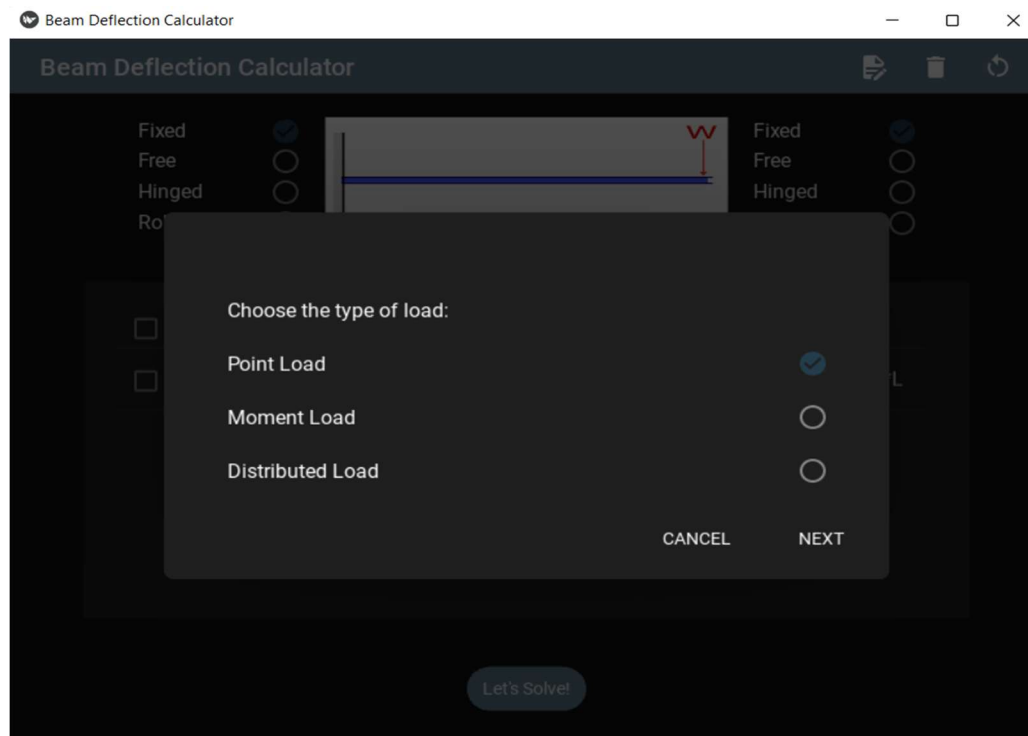 Beam Deflection Calculator
Beam Deflection Calculator
Fixed
Free
Hinged
Ro
W
Fixed
Free
Hinged
L
Choose the type of load:
Point Load
Moment Load
Distributed Load
CANCEL NEXT
Let's Solve!